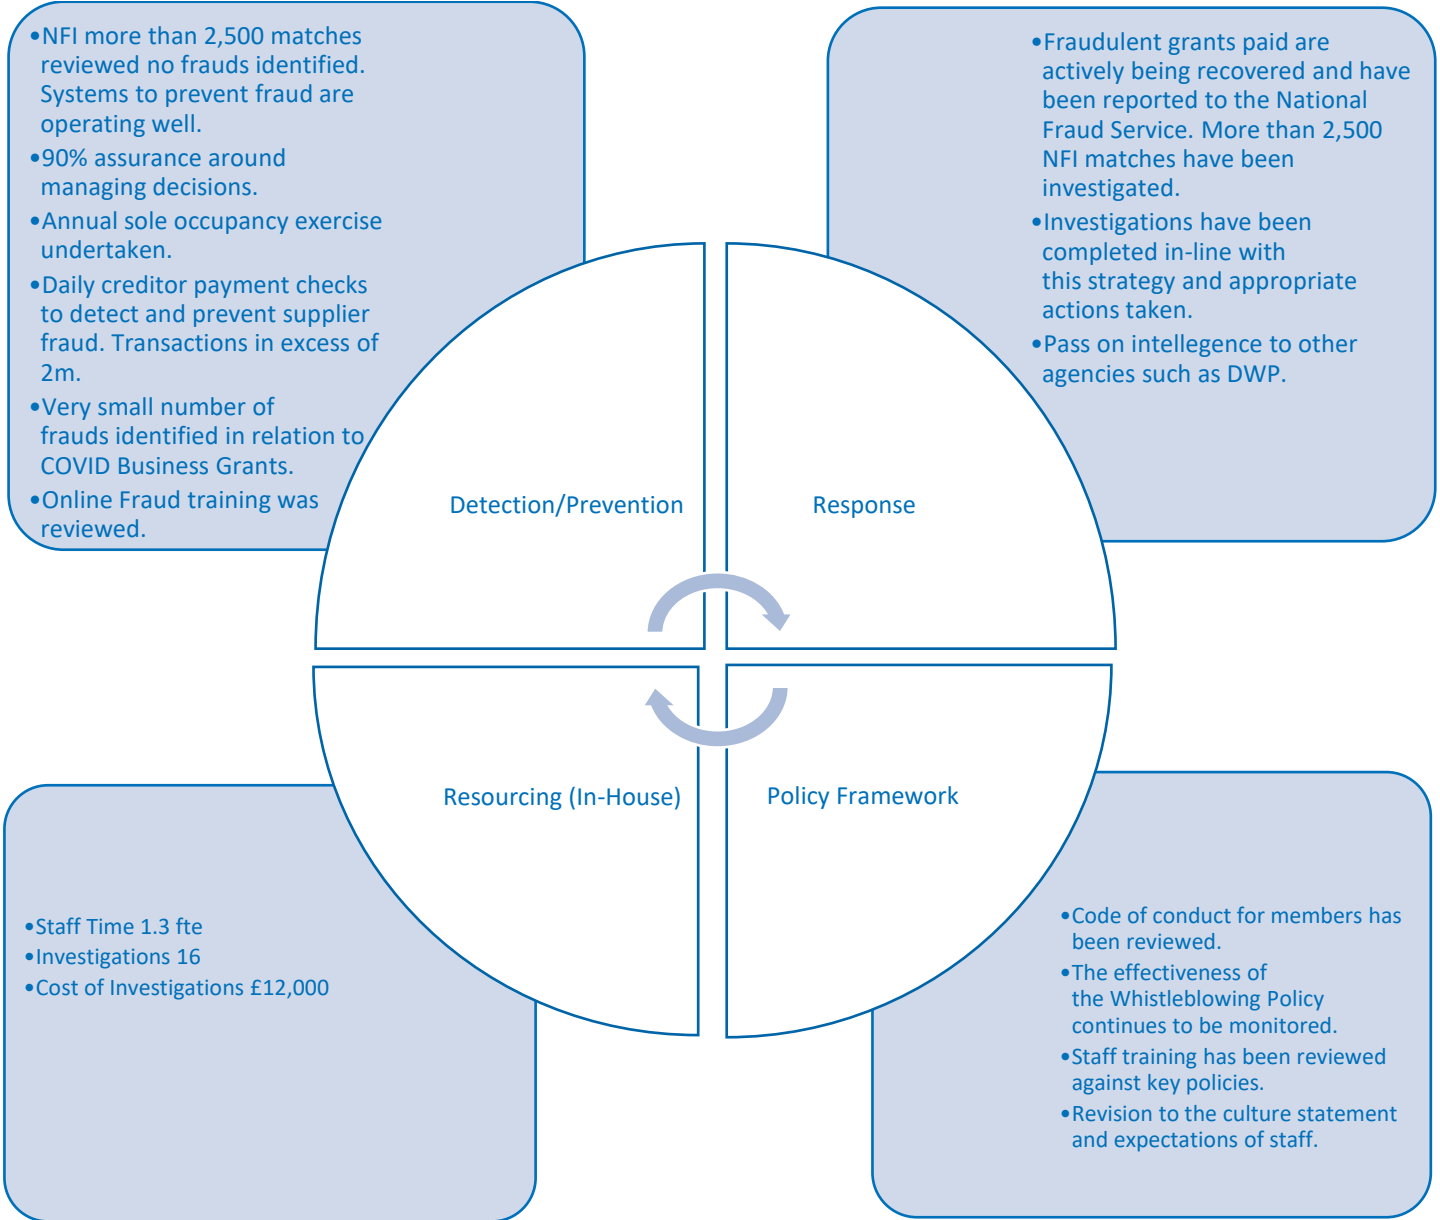 •NFI more than 2,500 matches
reviewed no frauds identified.
Systems to prevent fraud are
operating well.
•90% assurance around
managing decisions.
•Annual sole occupancy exercise
undertaken.
•Daily creditor payment checks
to detect and prevent supplier
fraud. Transactions in excess of
2m.
•Very small number of
frauds identified in relation to
COVID Business Grants.
•Online Fraud training was
reviewed.
•Fraudulent grants paid are
actively being recovered and have
been reported to the National
Fraud Service. More than 2,500
NFI matches have been
investigated.
•Investigations have been
completed in-line with
this strategy and appropriate
actions taken.
•Pass on intellegence to other
agencies such as DWP.
Detection/Prevention
Response
Resourcing (In-House)
Policy Framework
•Staff Time 1.3 fte
•Investigations 16
•Cost of Investigations £12,000
•Code of conduct for members has
been reviewed.
•The effectiveness of
the Whistleblowing Policy
continues to be monitored.
•Staff training has been reviewed
against key policies.
•Revision to the culture statement
and expectations of staff.